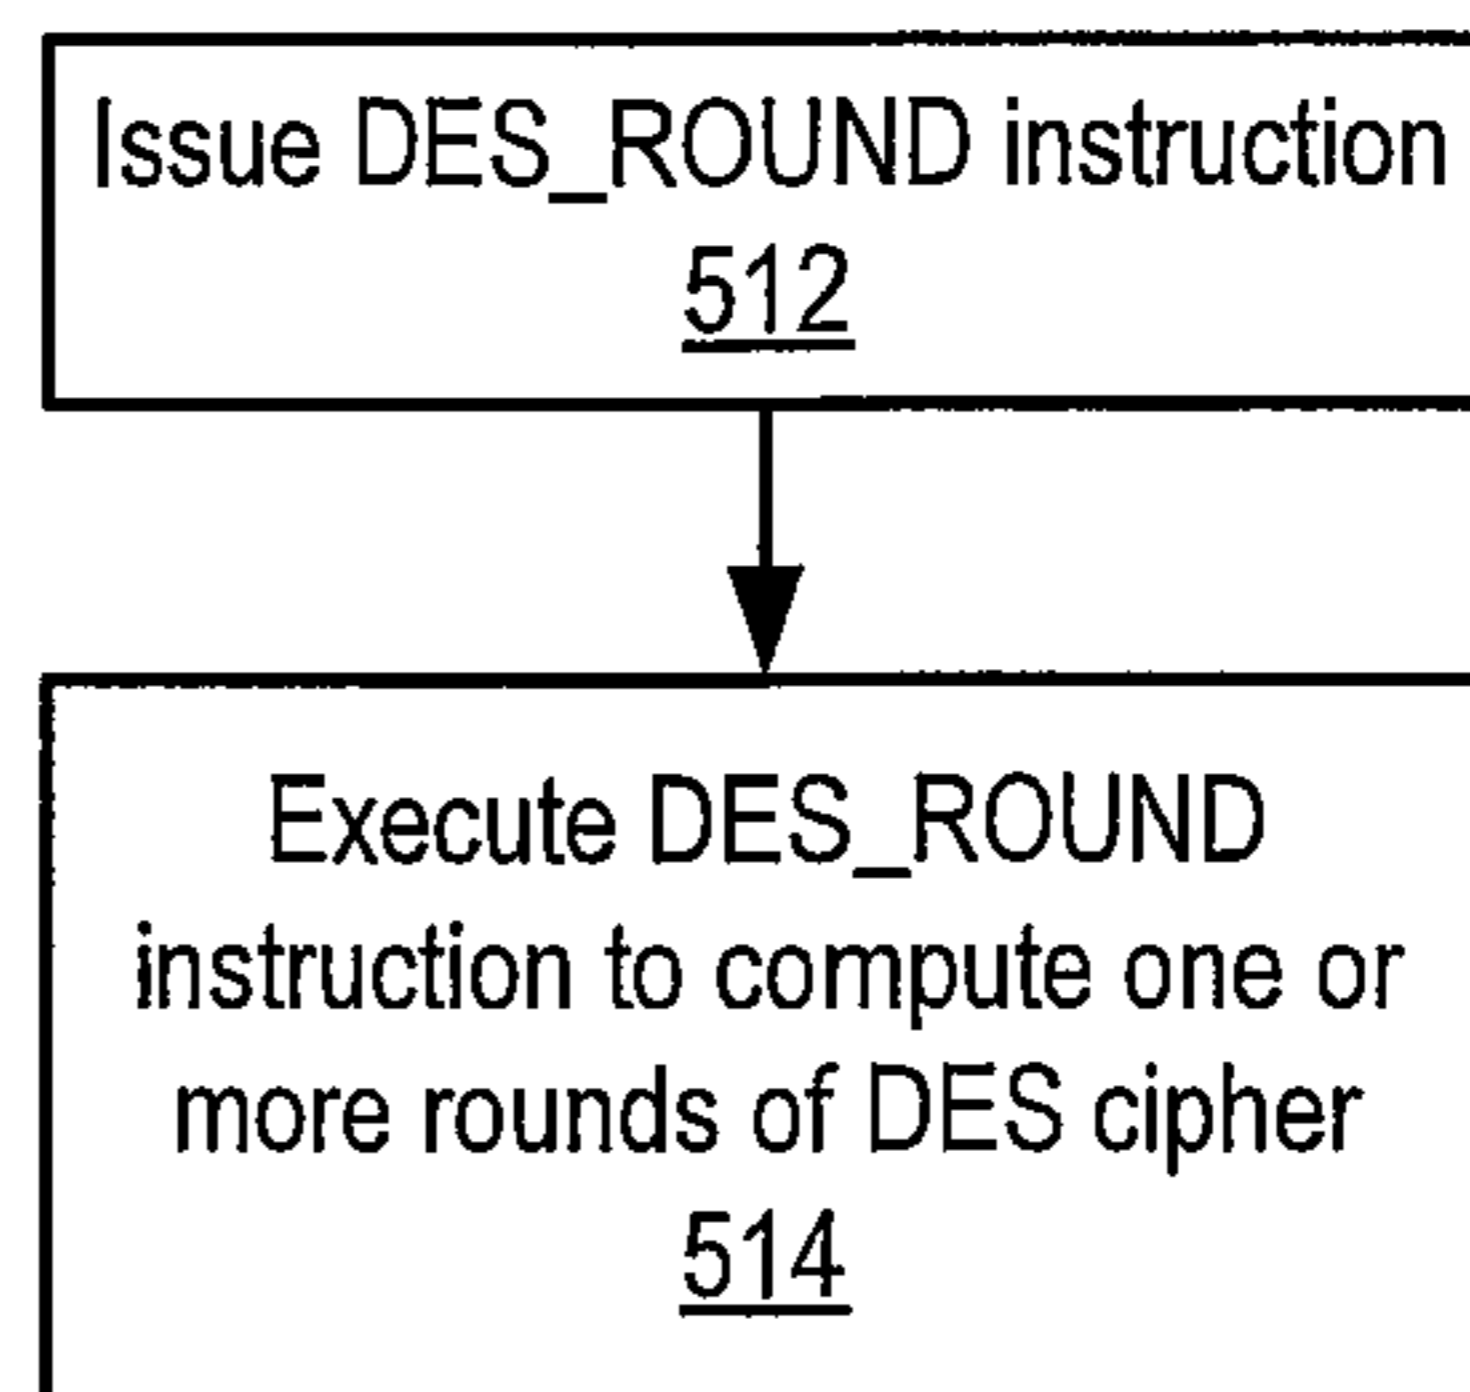 Issue DES_ROUND instruction
512
Execute DES_ROUND
instruction to compute one or
more rounds of DES cipher
514